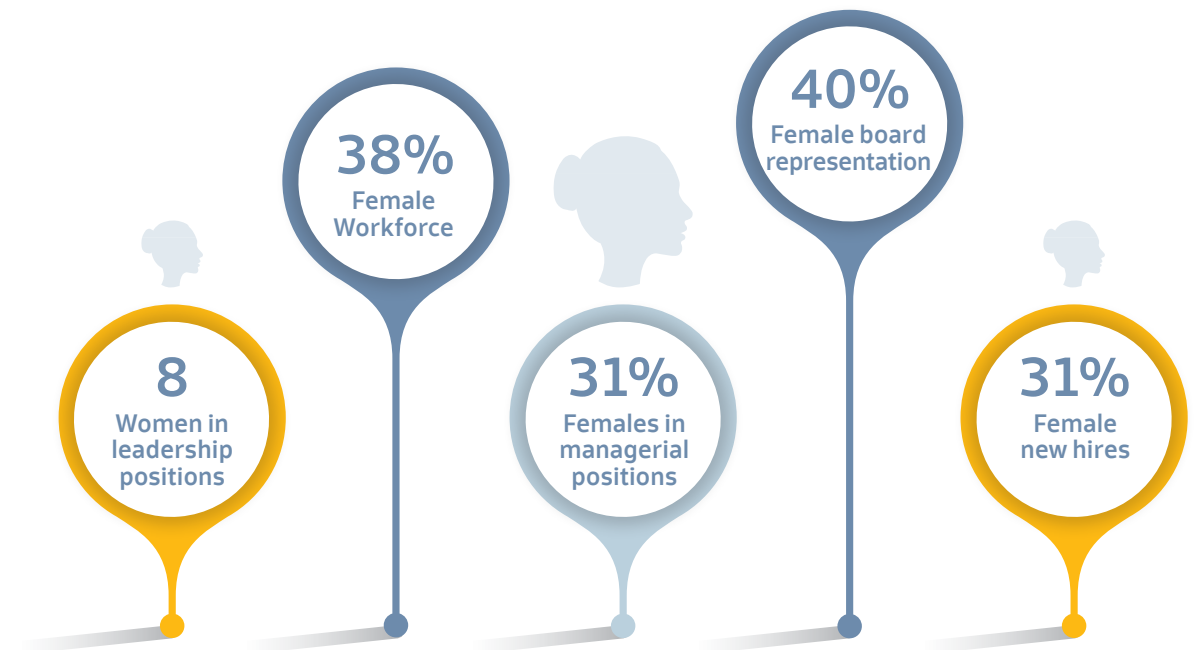 8
Women in
leadership
positions
38%
Female
Workforce
31%
Females in
managerial
positions
40%
Female board
representation
31%
Female
new hires